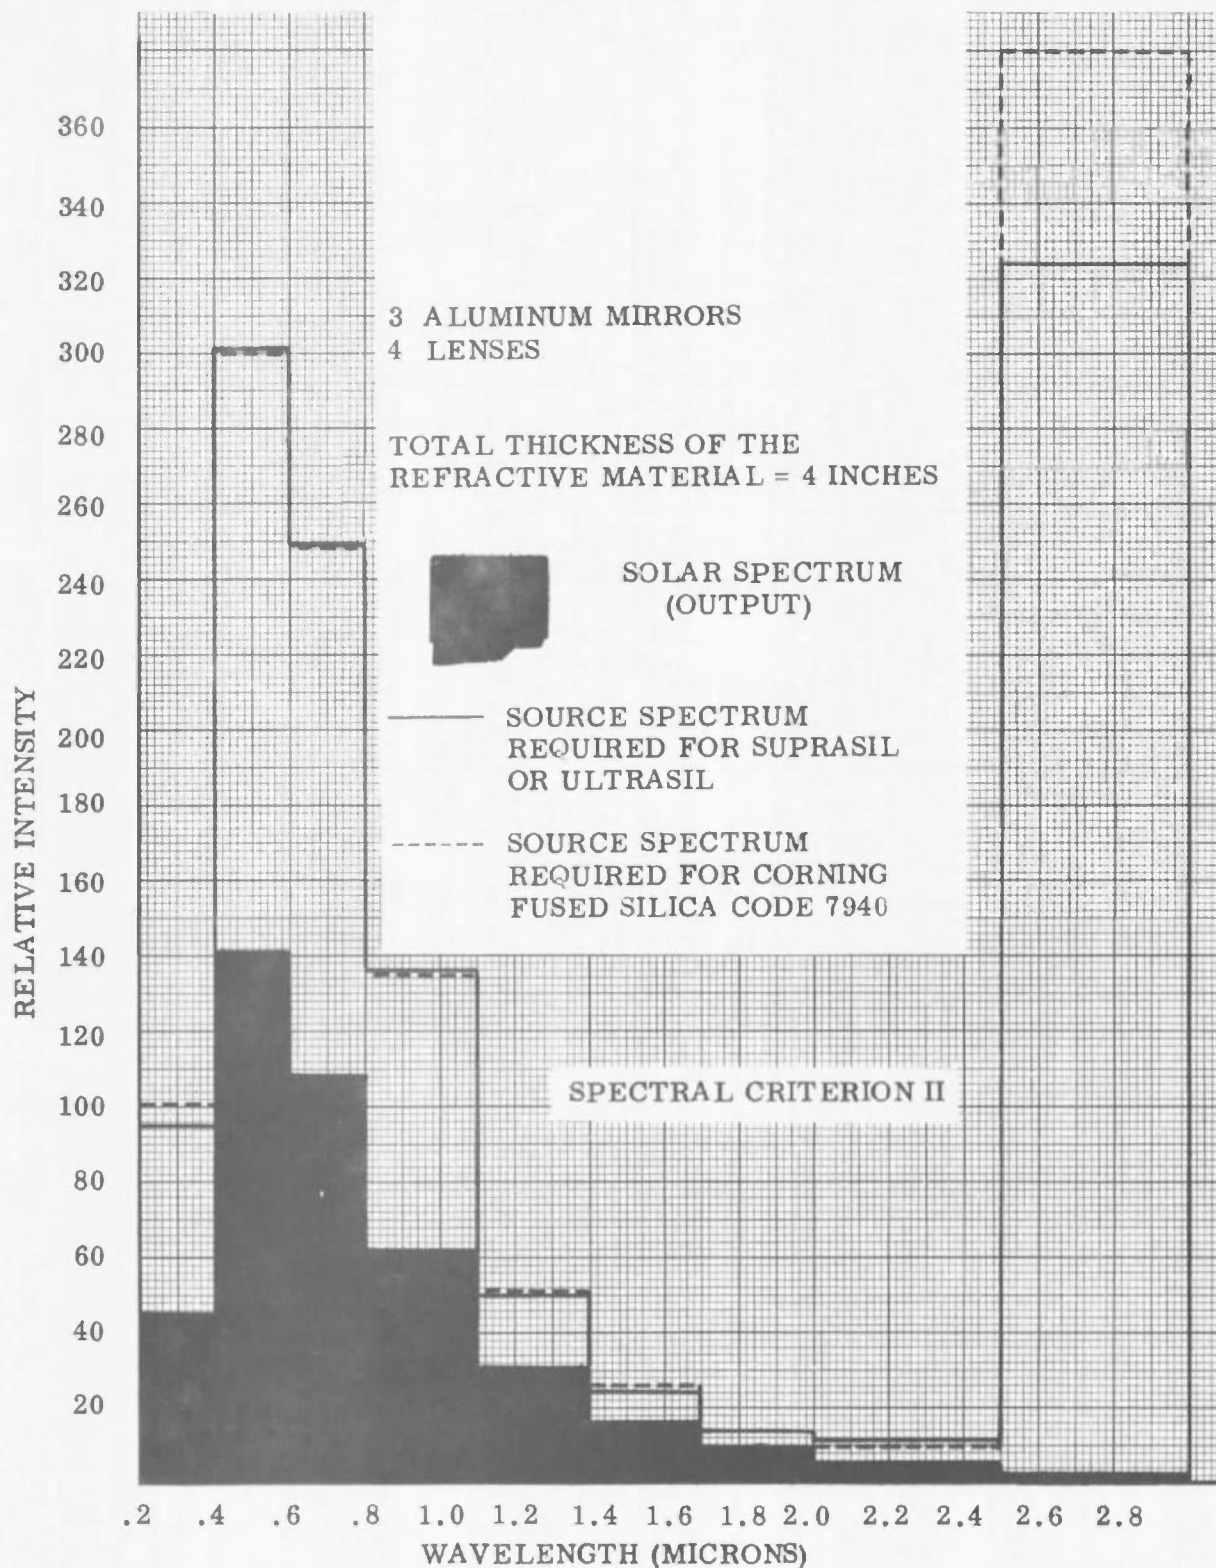 360
340
320
300
280
260
240
220
200
180
160
140
120
100
80
60
40
20
RELATIVE INTENSITY
3 ALUMINUM MIRRORS
4 LENSES
TOTAL THICKNESS OF THE
REFRACTIVE MATERIAL = 4 INCHES
SOLAR SPECTRUM
(OUTPUT)
SOURCE SPECTRUM
REQUIRED FOR SUPRASIL
OR ULTRASIL
SOURCE SPECTRUM
REQUIRED FOR CORNING
FUSED SILICA CODE 7940
SPECTRAL CRITERION II
.2 .4 .6 .8 1.0 1.2 1.4 1.6 1.8 2.0 2.2 2.4 2.6 2.8
WAVELENGTH (MICRONS)